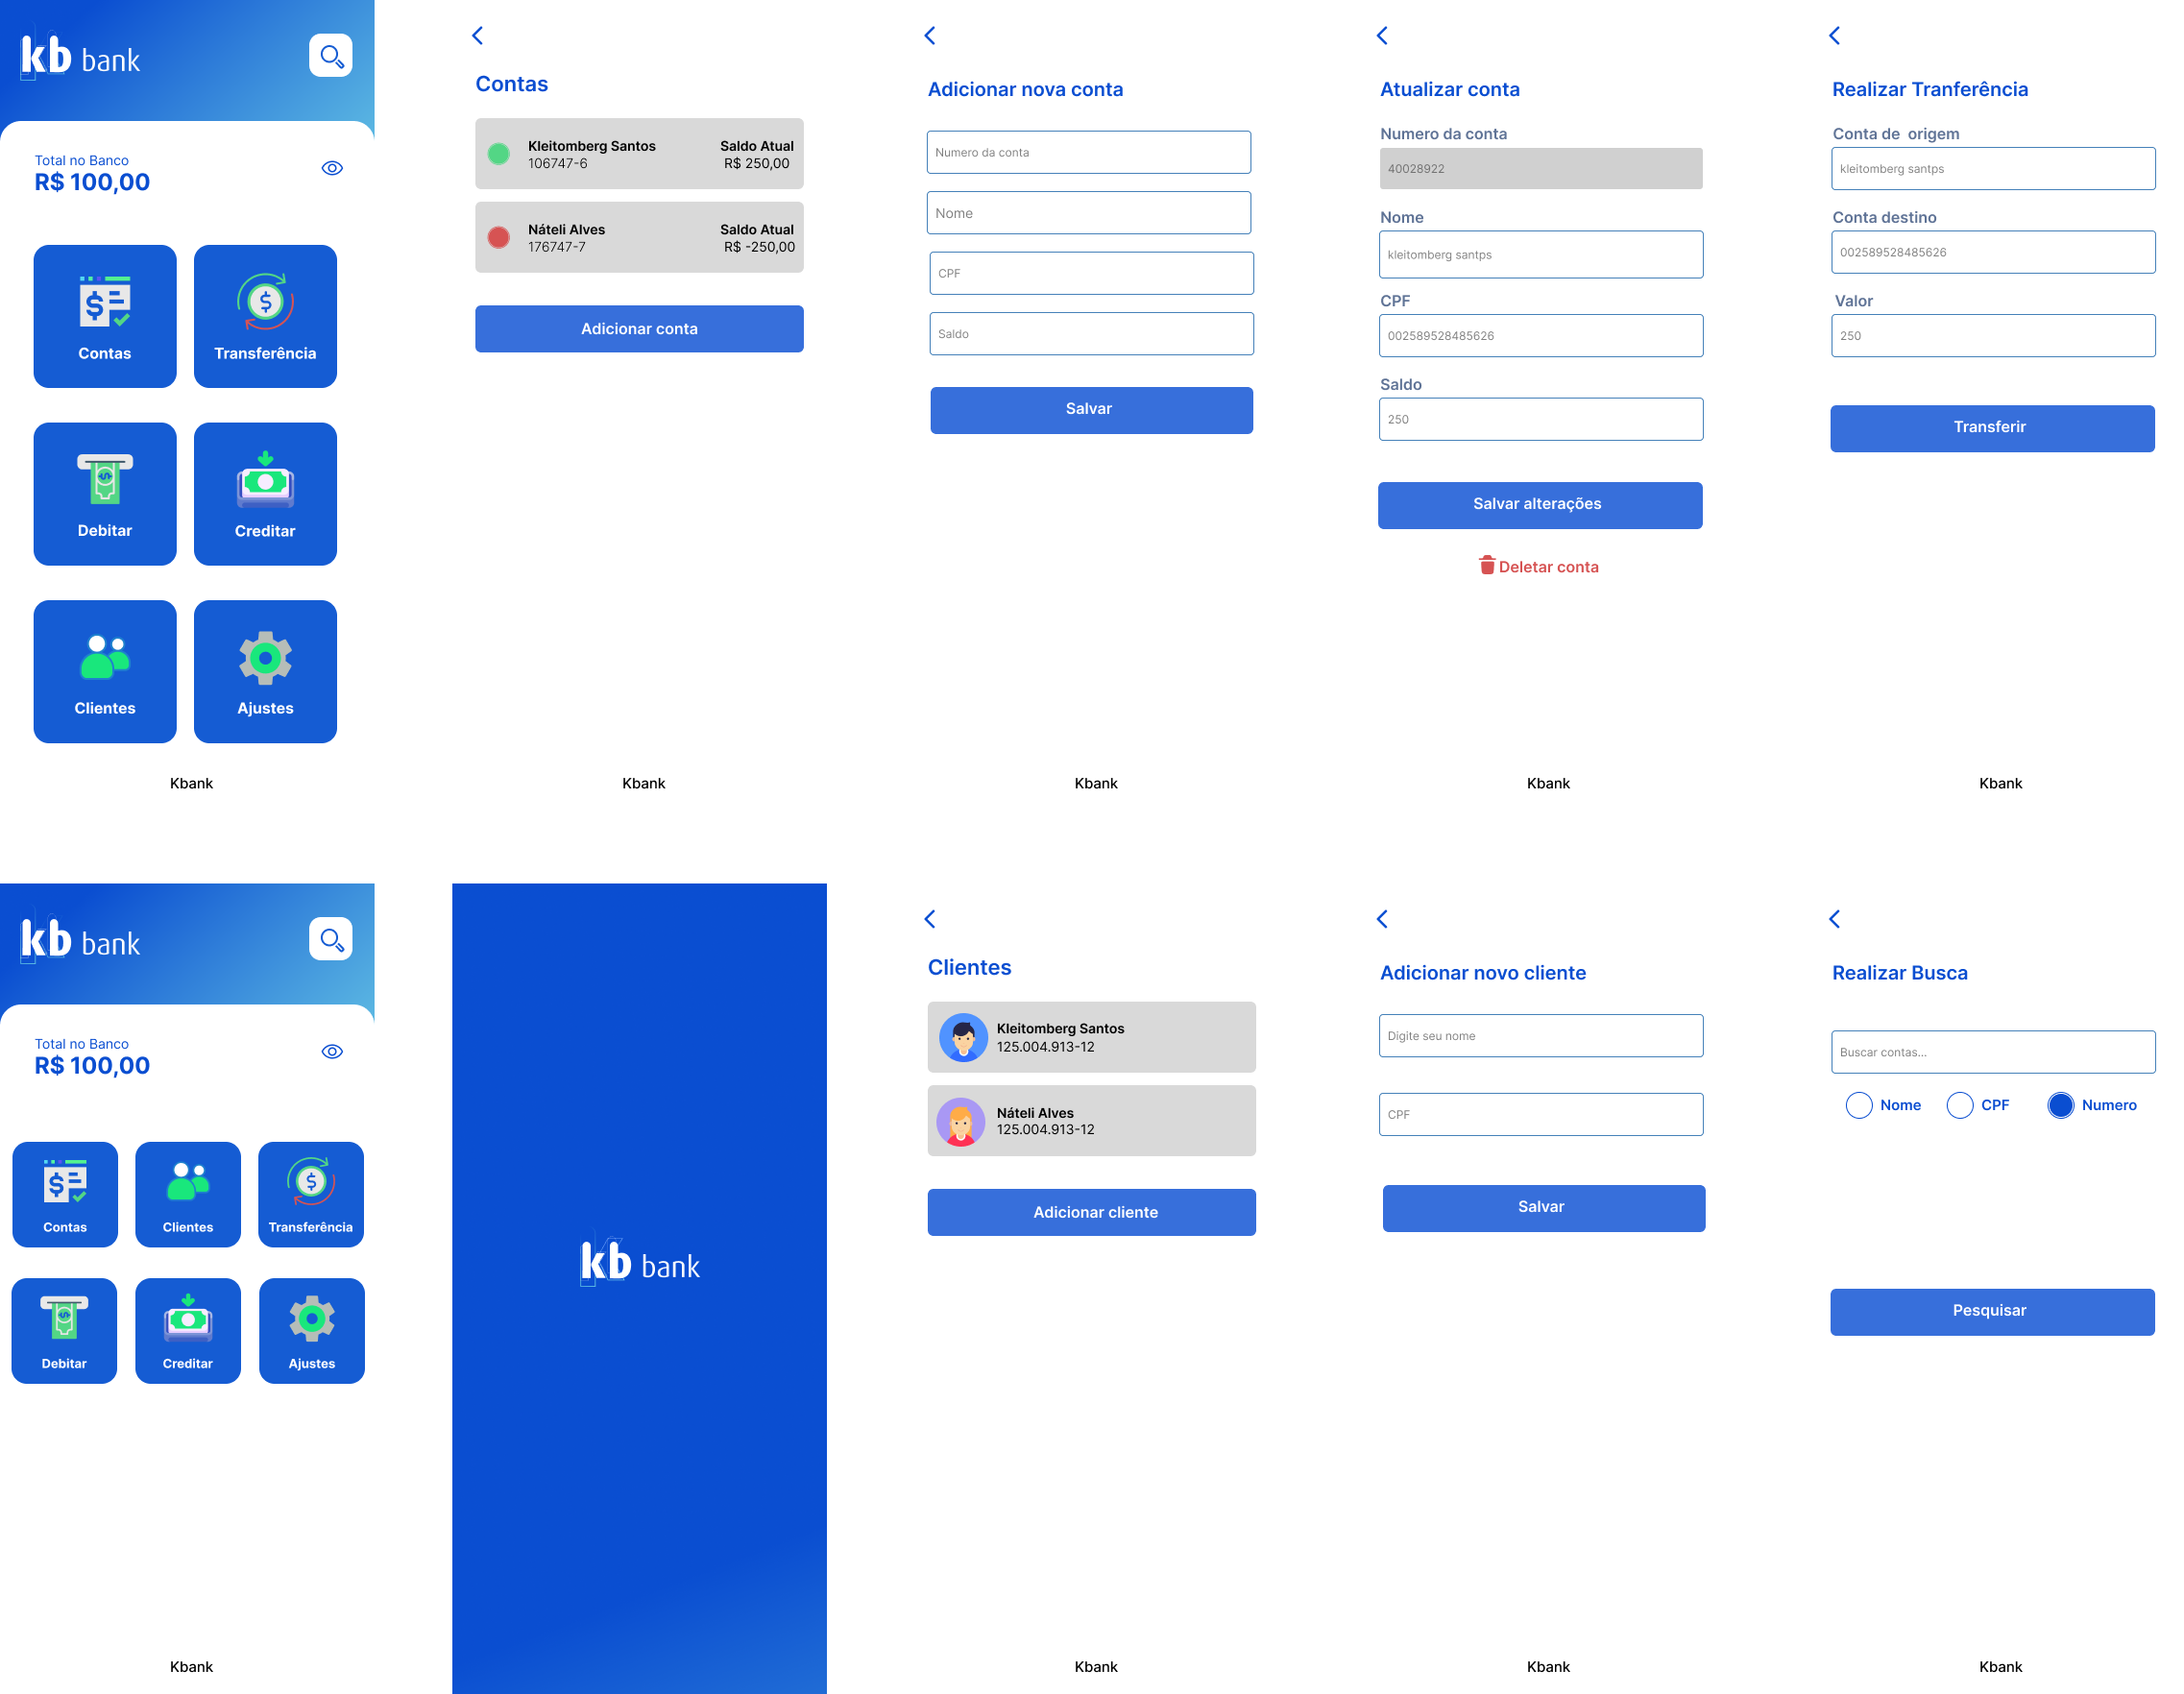 kb bank
Total no Banco
R$ 100,00
Contas
Transferência
Debitar
Creditar
Clientes
Ajustes
Kbank
Contas
Kleitomberg Santos
106747-6
Saldo Atual
R$ 250,00
Náteli Alves
176747-7
Saldo Atual
R$ -250,00
Adicionar conta
Kbank
Adicionar nova conta
Numero da conta
Nome
CPF
Saldo
Salvar
Kbank
Atualizar conta
Numero da conta
40028922
Nome
kleitomberg santps
CPF
002589528485626
Saldo
250
Salvar alterações
Deletar conta
Kbank
Realizar Tranferência
Conta de origem
kleitomberg santps
Conta destino
002589528485626
Valor
250
Transferir
Kbank
kb bank
Total no Banco
R$ 100,00
Contas
Clientes
Transferência
Debitar
Creditar
Ajustes
Kbank
kb bank
Clientes
Kleitomberg Santos
125.004.913-12
Náteli Alves
125.004.913-12
Adicionar cliente
Kbank
Adicionar novo cliente
Digite seu nome
CPF
Salvar
Kbank
Realizar Busca
Buscar contas...
Nome
CPF
Numero
Pesquisar
Kbank